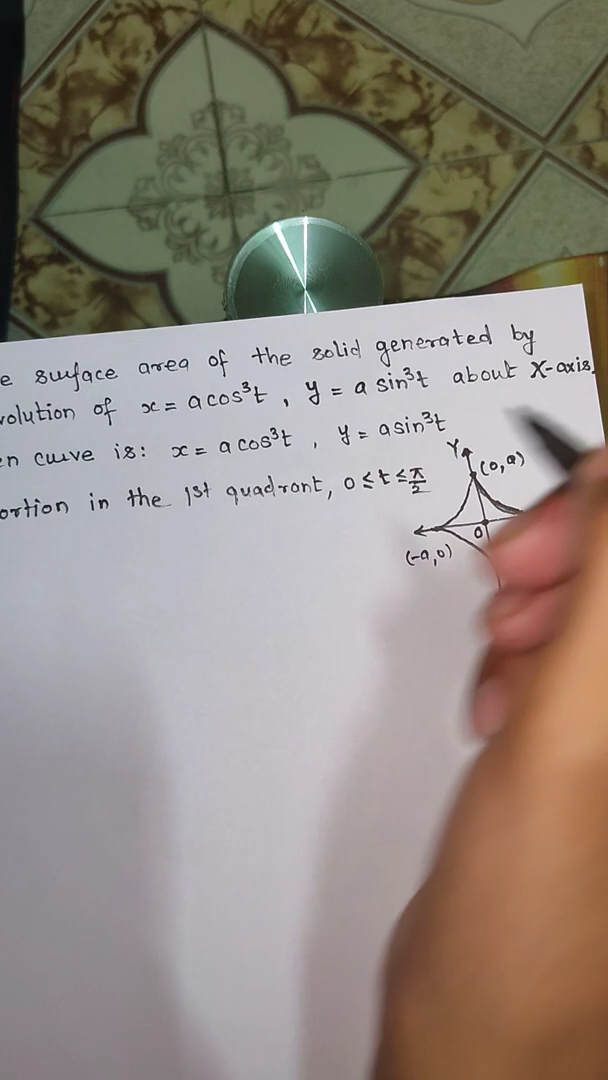 e surface area of the solid generated by
volution of x = a cos³t , y = a sin³t about X-axis.
en curve is: x = a cos³t , y = a sin³t
ortion in the 1st quadrant, 0 ≤ t ≤ π/2
Y
(0,a)
0
(-a,0)